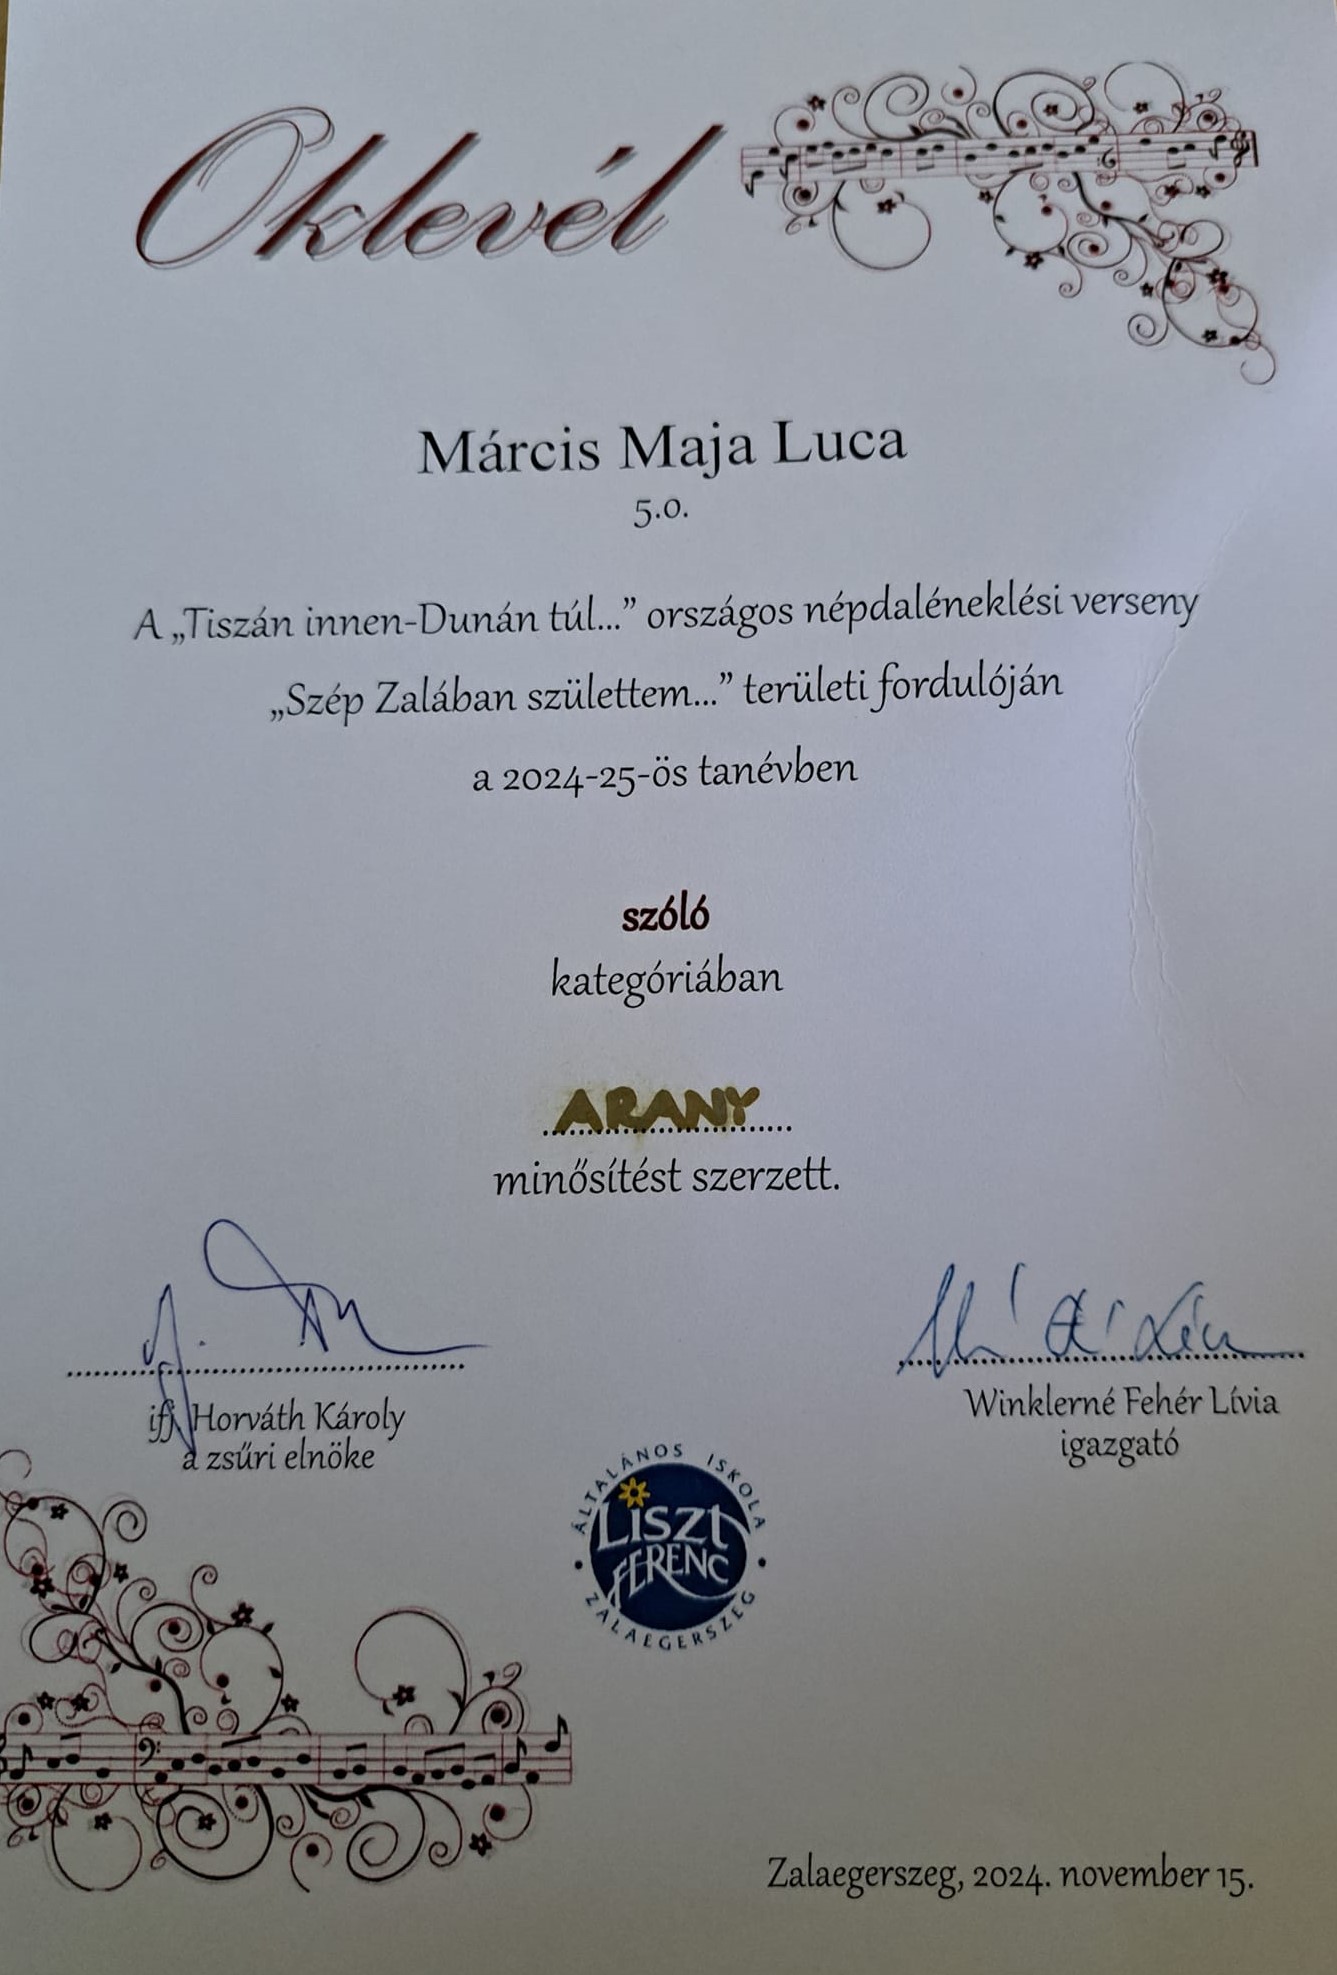 Oklevél
Márcis Maja Luca
5.o.
A „Tiszán innen-Dunán túl...” országos népdaléneklési verseny
„Szép Zalában születtem...” területi fordulóján
a 2024-25-ös tanévben
szóló
kategóriában
ARANY
minősítést szerzett.
ifj. Horváth Károly
a zsűri elnöke
Winklerné Fehér Lívia
igazgató
ÁLTALÁNOS ISKOLA
LISZT
FERENC
ZALAEGERSZEG
Zalaegerszeg, 2024. november 15.